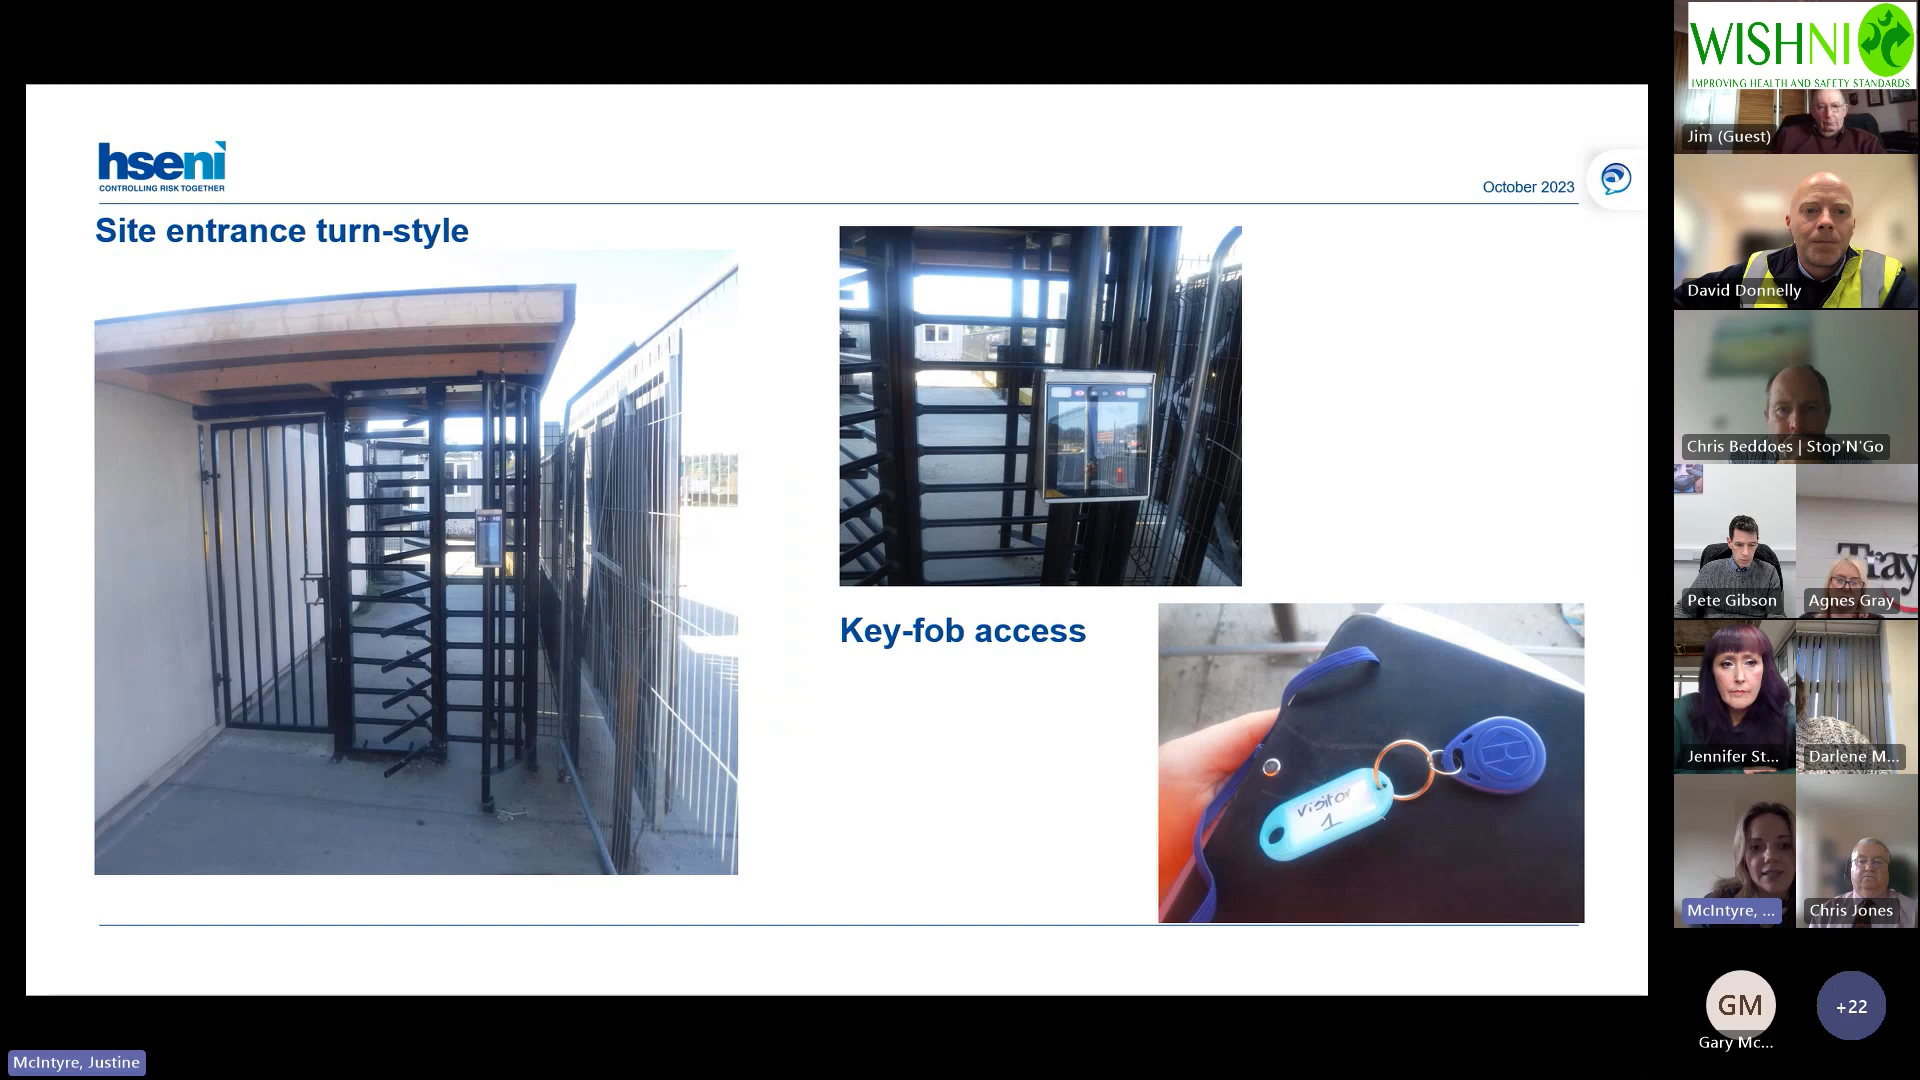 hseni
CONTROLLING RISK TOGETHER
October 2023
Site entrance turn-style
Key-fob access
visitor
1
WISHNI
IMPROVING HEALTH AND SAFETY STANDARDS
Jim (Guest)
David Donnelly
Chris Beddoes | Stop'N'Go
Pete Gibson
Tray
Agnes Gray
Jennifer St...
Darlene M...
McIntyre, ...
Chris Jones
GM
Gary Mc...
+22
McIntyre, Justine